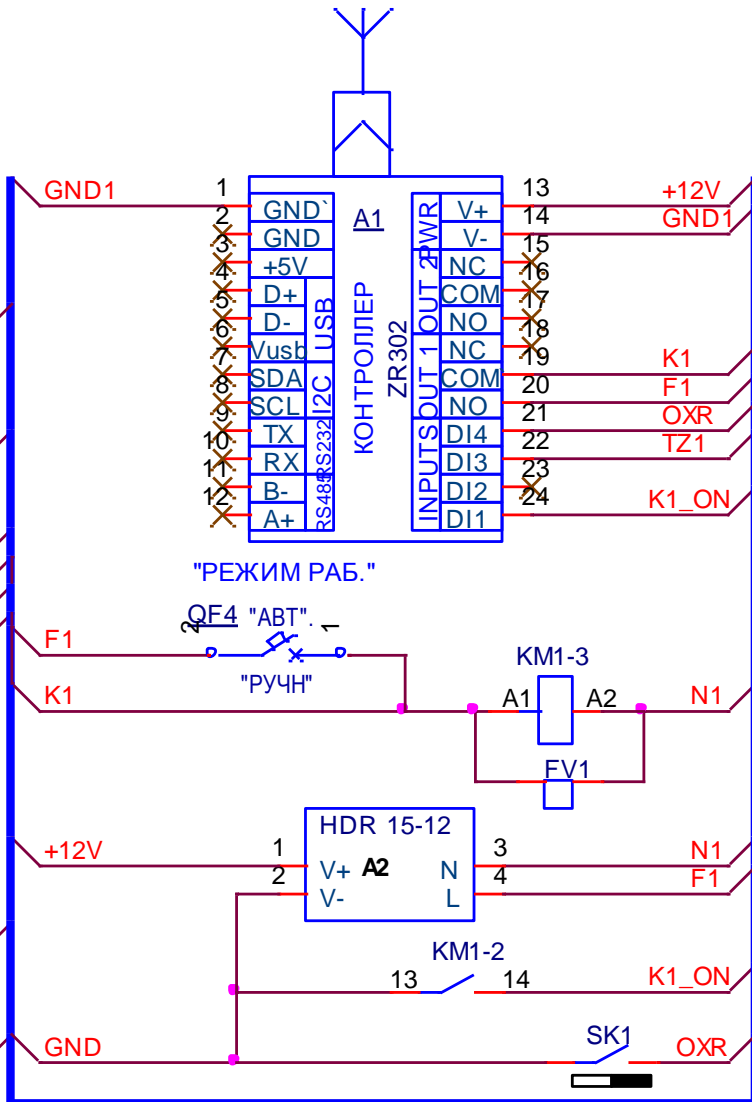 GND1 1 13 +12V
GND` A1 V+
2 14 GND1
GND V-
PWR
3 15
+5V NC
4 16
D+ COM
5 17
D- NO
OUT 2
6 18
Vusb NC
USB
7 19 K1
SDA COM
8 20 F1
SCL NO
I2C OUT 1
9 21 OXR
TX DI4
10 22 TZ1
RX DI3
RS232
11 23
B- DI2
12 24 K1_ON
A+ DI1
RS485 INPUTS
КОНТРОЛЛЕР
ZR302
"РЕЖИМ РАБ."
QF4 "АВТ".
F1 2 1
"РУЧН"
KM1-3
K1 A1 A2 N1
FV1
HDR 15-12
+12V 1 V+ A2 N 3 N1
2 V- L 4 F1
KM1-2
13 14 K1_ON
SK1
GND OXR